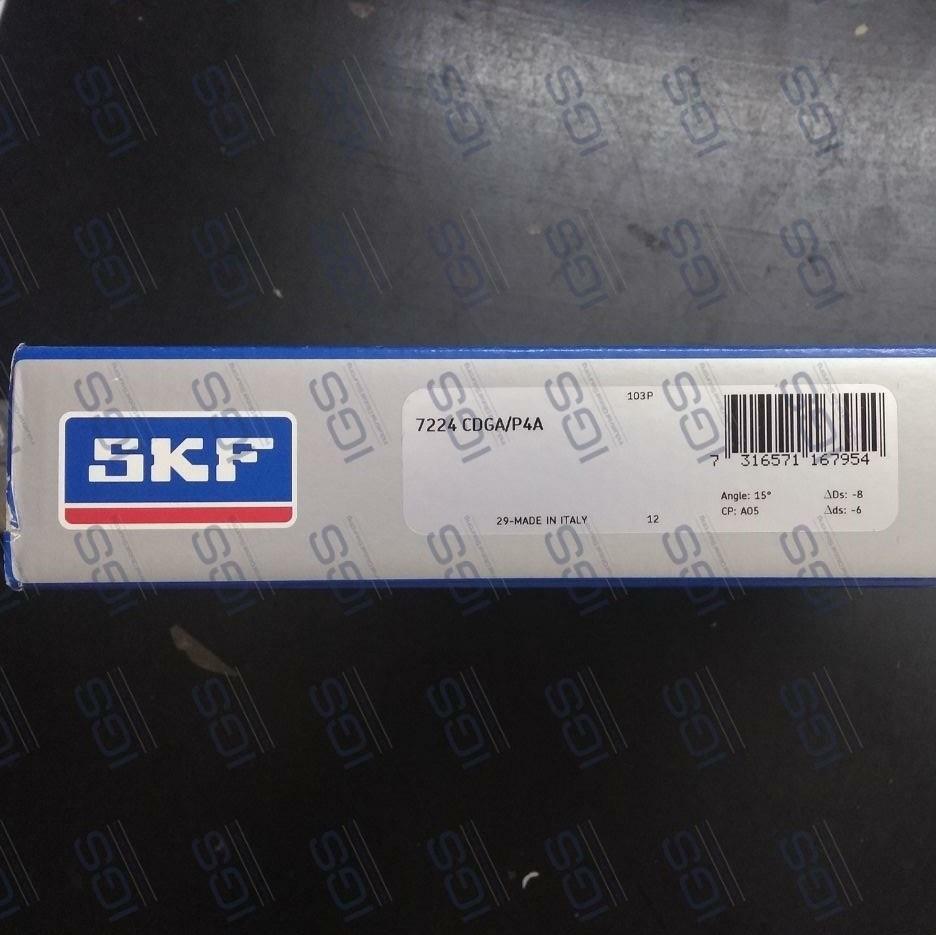 SKF
103P
7224 CDGA/P4A
7 316571 167954
Angle: 15° ΔDs: -8
CP: A05 Δds: -6
29-MADE IN ITALY 12
SGI